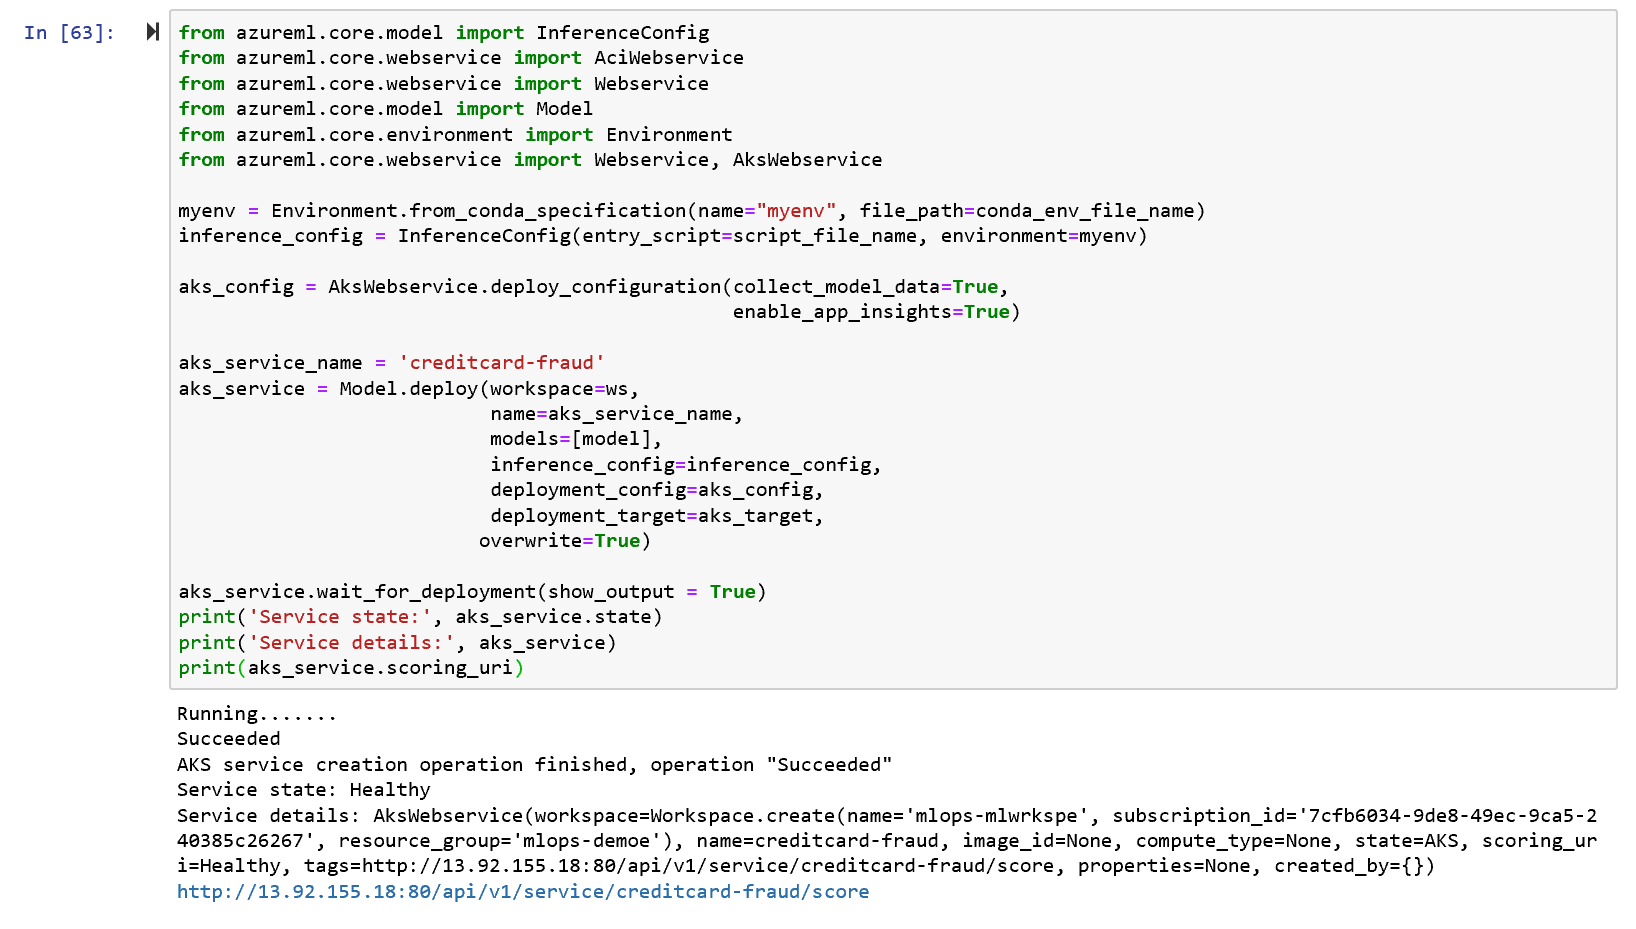 In [63]:
from azureml.core.model import InferenceConfig
from azureml.core.webservice import AciWebservice
from azureml.core.webservice import Webservice
from azureml.core.model import Model
from azureml.core.environment import Environment
from azureml.core.webservice import Webservice, AksWebservice
myenv = Environment.from_conda_specification(name="myenv", file_path=conda_env_file_name)
inference_config = InferenceConfig(entry_script=script_file_name, environment=myenv)
aks_config = AksWebservice.deploy_configuration(collect_model_data=True,
enable_app_insights=True)
aks_service_name = 'creditcard-fraud'
aks_service = Model.deploy(workspace=ws,
name=aks_service_name,
models=[model],
inference_config=inference_config,
deployment_config=aks_config,
deployment_target=aks_target,
overwrite=True)
aks_service.wait_for_deployment(show_output = True)
print('Service state:', aks_service.state)
print('Service details:', aks_service)
print(aks_service.scoring_uri)
Running.......
Succeeded
AKS service creation operation finished, operation "Succeeded"
Service state: Healthy
Service details: AksWebservice(workspace=Workspace.create(name='mlops-mlwrkspe', subscription_id='7cfb6034-9de8-49ec-9ca5-2
40385c26267', resource_group='mlops-demoe'), name=creditcard-fraud, image_id=None, compute_type=None, state=AKS, scoring_ur
i=Healthy, tags=http://13.92.155.18:80/api/v1/service/creditcard-fraud/score, properties=None, created_by={})
http://13.92.155.18:80/api/v1/service/creditcard-fraud/score